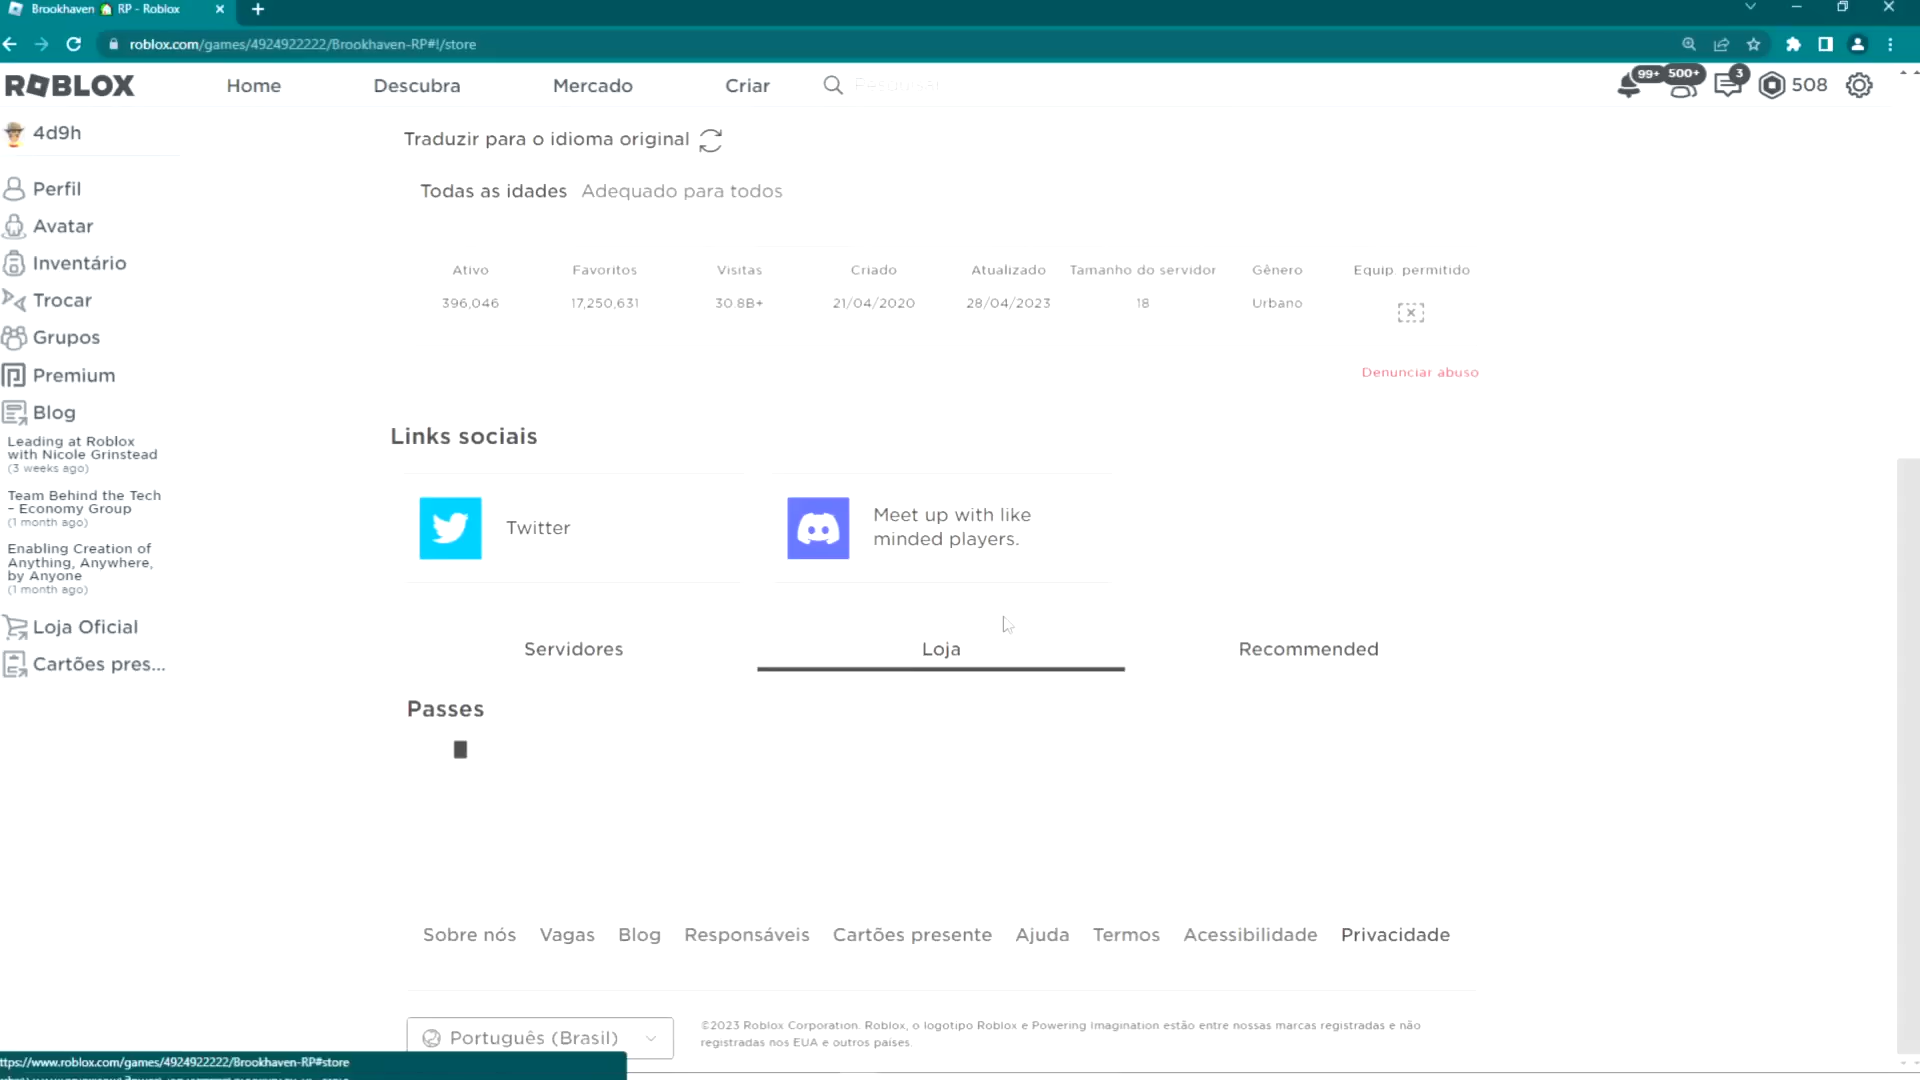 Brookhaven RP - Roblox
roblox.com/games/4924922222/Brookhaven-RP#!/store
ROBLOX
Home
Descubra
Mercado
Criar
99+
500+
3
508
4d9h
Perfil
Avatar
Inventário
Trocar
Grupos
Premium
Blog
Leading at Roblox
with Nicole Grinstead
(3 weeks ago)
Team Behind the Tech
– Economy Group
(1 month ago)
Enabling Creation of
Anything, Anywhere,
by Anyone
(1 month ago)
Loja Oficial
Cartões pres...
Traduzir para o idioma original
Todas as idades Adequado para todos
Ativo Favoritos Visitas Criado Atualizado Tamanho do servidor Gênero Equip. permitido
396,046 17,250,631 30.8B+ 21/04/2020 28/04/2023 18 Urbano
Denunciar abuso
Links sociais
Twitter
Meet up with like
minded players.
Servidores Loja Recommended
Passes
Sobre nós Vagas Blog Responsáveis Cartões presente Ajuda Termos Acessibilidade Privacidade
Português (Brasil)
©2023 Roblox Corporation. Roblox, o logotipo Roblox e Powering Imagination estão entre nossas marcas registradas e não
registradas nos EUA e outros países.
ttps://www.roblox.com/games/4924922222/Brookhaven-RP#store